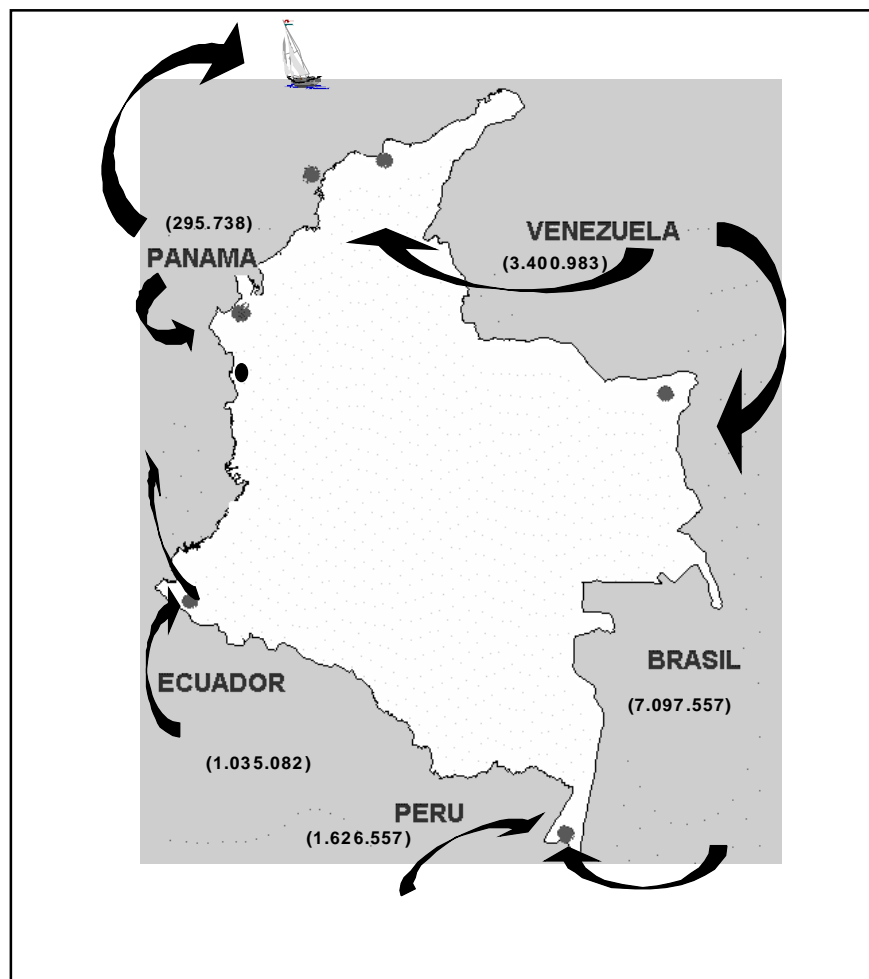 (295.738)
PANAMA
VENEZUELA
(3.400.983)
BRASIL
(7.097.557)
ECUADOR
(1.035.082)
PERU
(1.626.557)